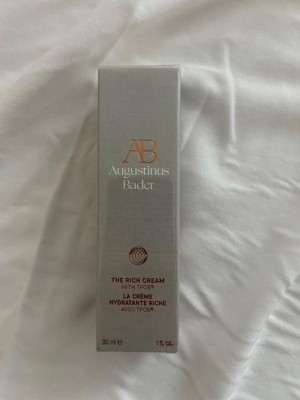 AB
Augustinus
Bader
THE RICH CREAM
WITH TFC8®
LA CRÈME
HYDRATANTE RICHE
AVEC TFC8®
30 ml ℮ 1 fl. oz.